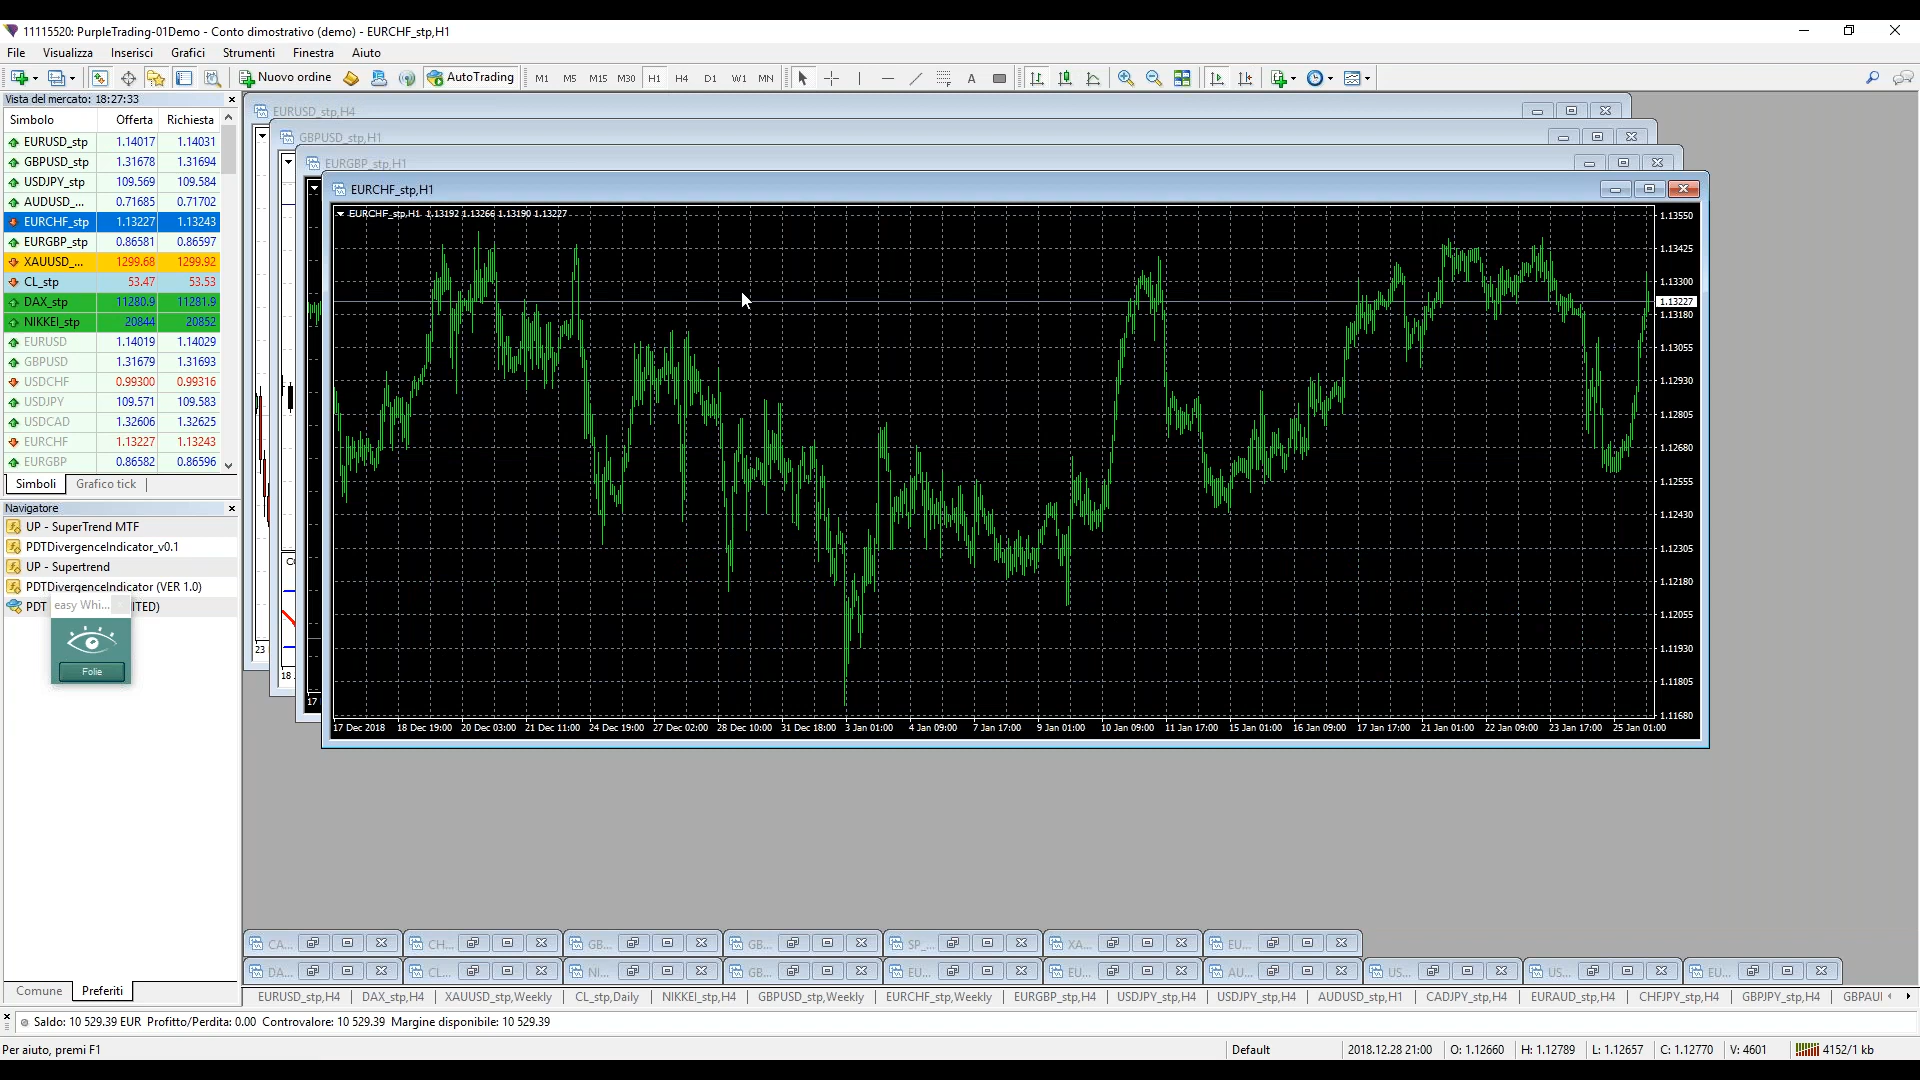 11115520: PurpleTrading-01Demo - Conto dimostrativo (demo) - EURCHF_stp,H1
File Visualizza Inserisci Grafici Strumenti Finestra Aiuto
Nuovo ordine AutoTrading M1 M5 M15 M30 H1 H4 D1 W1 MN A
Vista del mercato: 18:27:33
Simbolo Offerta Richiesta
EURUSD_stp 1.14017 1.14031
GBPUSD_stp 1.31678 1.31694
USDJPY_stp 109.569 109.584
AUDUSD_... 0.71685 0.71702
EURCHF_stp 1.13227 1.13243
EURGBP_stp 0.86581 0.86597
XAUUSD_... 1299.68 1299.92
CL_stp 53.47 53.53
DAX_stp 11280.9 11281.9
NIKKEI_stp 20844 20852
EURUSD 1.14019 1.14029
GBPUSD 1.31679 1.31693
USDCHF 0.99300 0.99316
USDJPY 109.571 109.583
USDCAD 1.32606 1.32625
EURCHF 1.13227 1.13243
EURGBP 0.86582 0.86596
Simboli Grafico tick
Navigatore
UP - SuperTrend MTF
PDTDivergenceIndicator_v0.1
UP - Supertrend
PDTDivergenceIndicator (VER 1.0)
PDT ITED)
easy Whi...
Folie
Comune Preferiti
EURUSD_stp,H4
GBPUSD_stp,H1
EURGBP_stp,H1
EURCHF_stp,H1
EURCHF_stp,H1 1.13192 1.13266 1.13190 1.13227
1.13550
1.13425
1.13300
1.13227
1.13180
1.13055
1.12930
1.12805
1.12680
1.12555
1.12430
1.12305
1.12180
1.12055
1.11930
1.11805
1.11680
23
18
17
17 Dec 2018 18 Dec 19:00 20 Dec 03:00 21 Dec 11:00 24 Dec 19:00 27 Dec 02:00 28 Dec 10:00 31 Dec 18:00 3 Jan 01:00 4 Jan 09:00 7 Jan 17:00 9 Jan 01:00 10 Jan 09:00 11 Jan 17:00 15 Jan 01:00 16 Jan 09:00 17 Jan 17:00 21 Jan 01:00 22 Jan 09:00 23 Jan 17:00 25 Jan 01:00
CA... CH... GB... GB... SP_... XA... EU...
DA... CL... NI... GB... EU... EU... AU... US... US... EU...
EURUSD_stp,H4 DAX_stp,H4 XAUUSD_stp,Weekly CL_stp,Daily NIKKEI_stp,H4 GBPUSD_stp,Weekly EURCHF_stp,Weekly EURGBP_stp,H4 USDJPY_stp,H4 USDJPY_stp,H4 AUDUSD_stp,H1 CADJPY_stp,H4 EURAUD_stp,H4 CHFJPY_stp,H4 GBPJPY_stp,H4 GBPAU
Saldo: 10 529.39 EUR Profitto/Perdita: 0.00 Controvalore: 10 529.39 Margine disponibile: 10 529.39
Per aiuto, premi F1 Default 2018.12.28 21:00 O: 1.12660 H: 1.12789 L: 1.12657 C: 1.12770 V: 4601 4152/1 kb